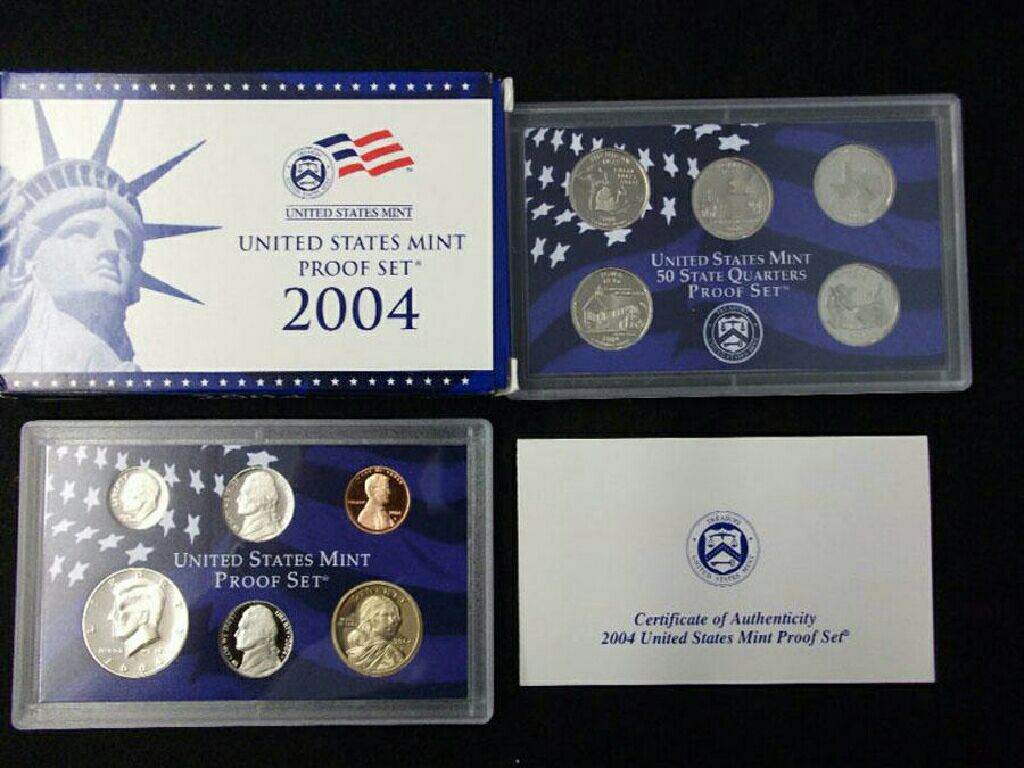 UNITED STATES MINT
UNITED STATES MINT
PROOF SET®
2004
UNITED STATES MINT
50 STATE QUARTERS
PROOF SET™
UNITED STATES MINT
PROOF SET®
Certificate of Authenticity
2004 United States Mint Proof Set®